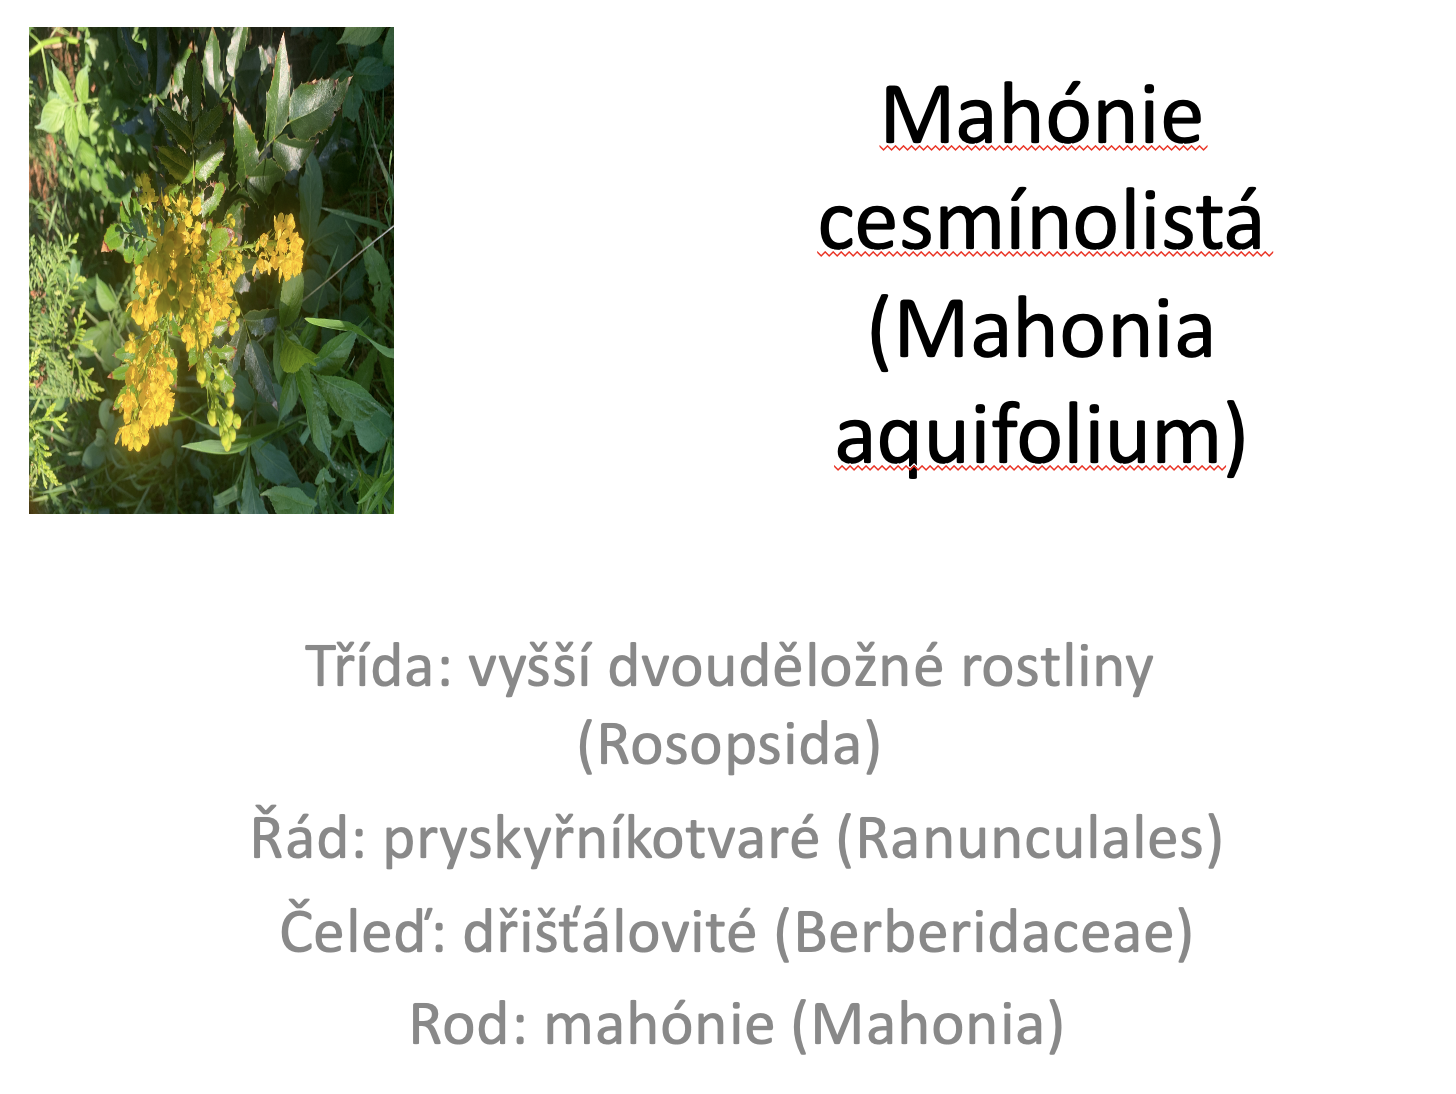 Mahónie
cesmínolistá
(Mahonia
aquifolium)
Třída: vyšší dvouděložné rostliny
(Rosopsida)
Řád: pryskyřníkotvaré (Ranunculales)
Čeleď: dřišťálovité (Berberidaceae)
Rod: mahónie (Mahonia)